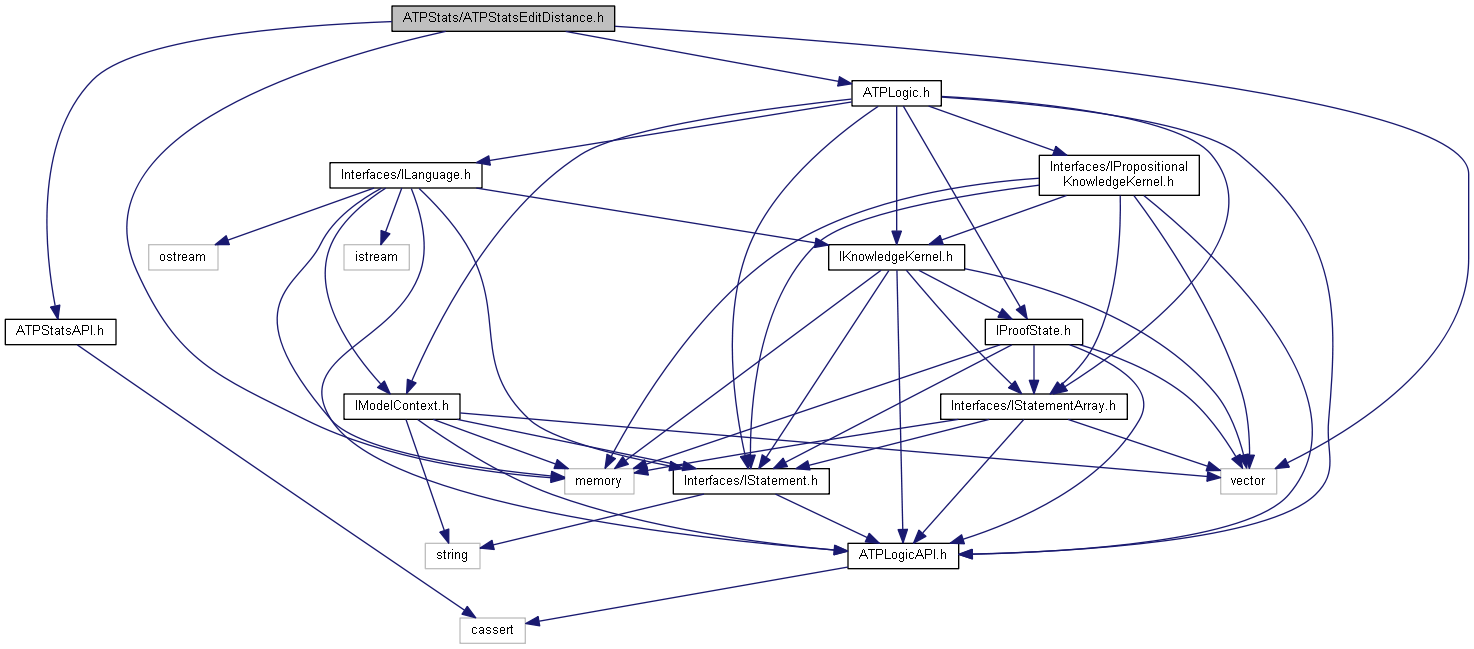 ATPStats/ATPStatsEditDistance.h
ATPLogic.h
Interfaces/ILanguage.h
Interfaces/IPropositional
KnowledgeKernel.h
ostream
istream
IKnowledgeKernel.h
ATPStatsAPI.h
IProofState.h
IModelContext.h
Interfaces/IStatementArray.h
memory
Interfaces/IStatement.h
vector
string
ATPLogicAPI.h
cassert